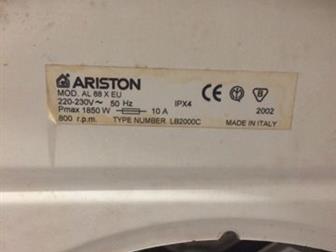 ARISTON
MOD. AL 88 X EU
220-230V~ 50 Hz IPX4
Pmax 1850 W 10 A 2002
800 r.p.m. TYPE NUMBER LB2000C MADE IN ITALY